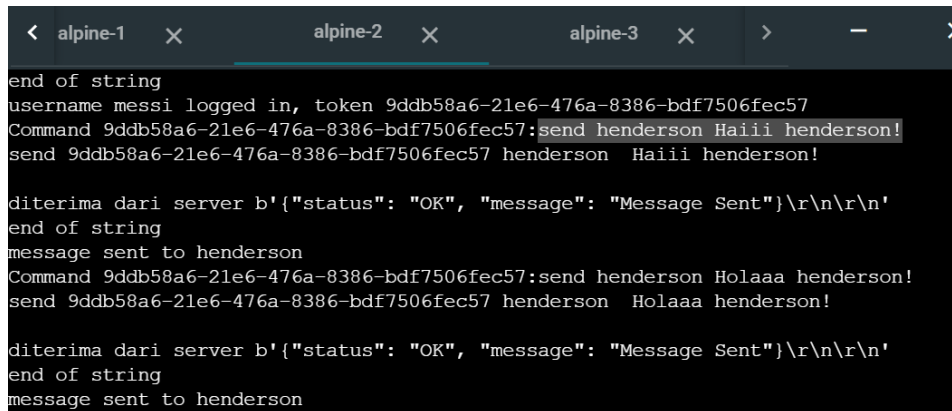 alpine-1 alpine-2 alpine-3
end of string
username messi logged in, token 9ddb58a6-21e6-476a-8386-bdf7506fec57
Command 9ddb58a6-21e6-476a-8386-bdf7506fec57:send henderson Haiii henderson!
send 9ddb58a6-21e6-476a-8386-bdf7506fec57 henderson  Haiii henderson!
diterima dari server b'{"status": "OK", "message": "Message Sent"}\r\n\r\n'
end of string
message sent to henderson
Command 9ddb58a6-21e6-476a-8386-bdf7506fec57:send henderson Holaaa henderson!
send 9ddb58a6-21e6-476a-8386-bdf7506fec57 henderson  Holaaa henderson!
diterima dari server b'{"status": "OK", "message": "Message Sent"}\r\n\r\n'
end of string
message sent to henderson